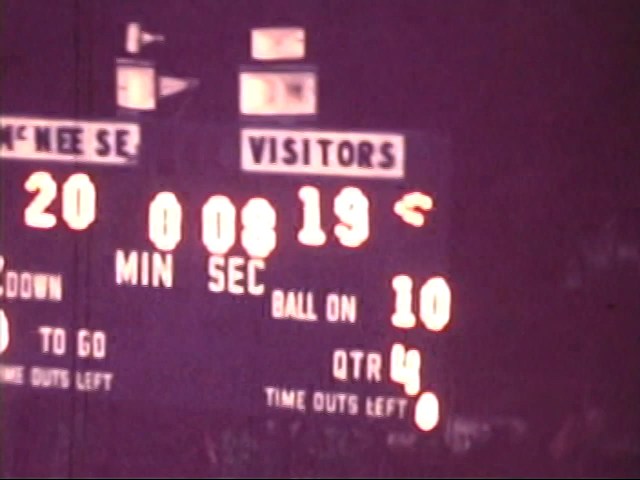 McNEESE VISITORS
20 0 08 19
MIN SEC
DOWN BALL ON 10
TO GO QTR 4
TIME OUTS LEFT TIME OUTS LEFT 0